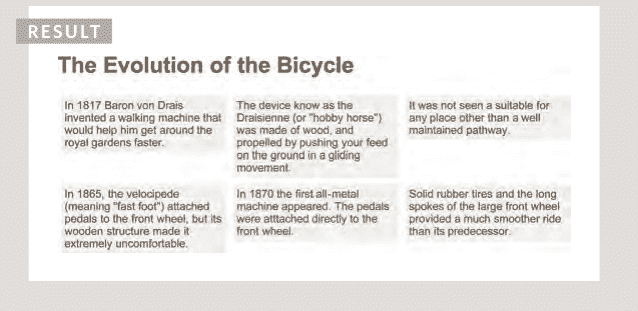 RESULT
The Evolution of the Bicycle
In 1817 Baron von Drais
invented a walking machine that
would help him get around the
royal gardens faster.
The device know as the
Draisienne (or "hobby horse")
was made of wood, and
propelled by pushing your feed
on the ground in a gliding
movement.
It was not seen a suitable for
any place other than a well
maintained pathway.
In 1865, the velocipede
(meaning "fast foot") attached
pedals to the front wheel, but its
wooden structure made it
extremely uncomfortable.
In 1870 the first all-metal
machine appeared. The pedals
were atttached directly to the
front wheel.
Solid rubber tires and the long
spokes of the large front wheel
provided a much smoother ride
than its predecessor.